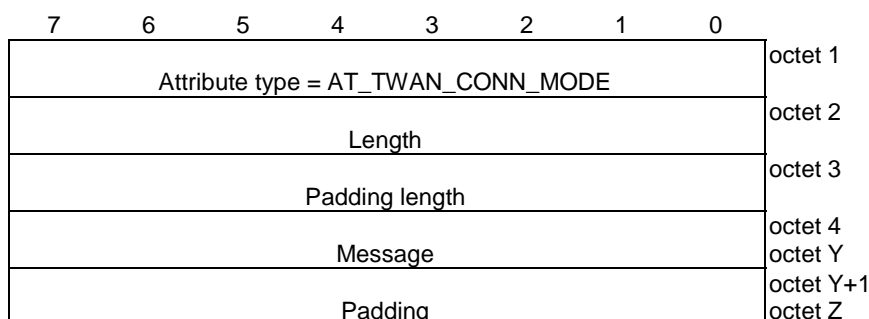 7 6 5 4 3 2 1 0
octet 1
Attribute type = AT_TWAN_CONN_MODE
octet 2
Length
octet 3
Padding length
octet 4
Message octet Y
octet Y+1
Padding octet Z